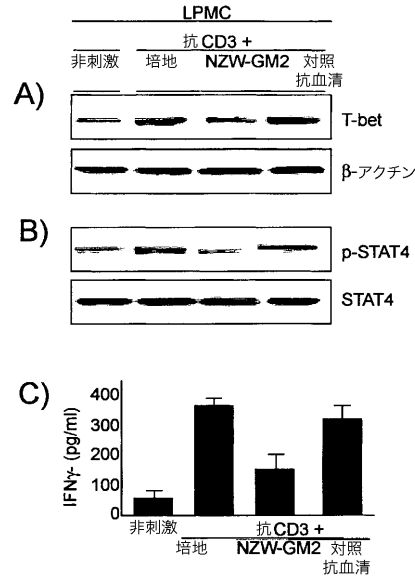 LPMC
抗CD3 +
非刺激 培地 NZW-GM2 対照
抗血清
A)
T-bet
β-アクチン
B)
p-STAT4
STAT4
C)
IFNγ- (pg/ml)
400
300
200
100
0
非刺激 抗CD3 +
培地 NZW-GM2 対照
抗血清